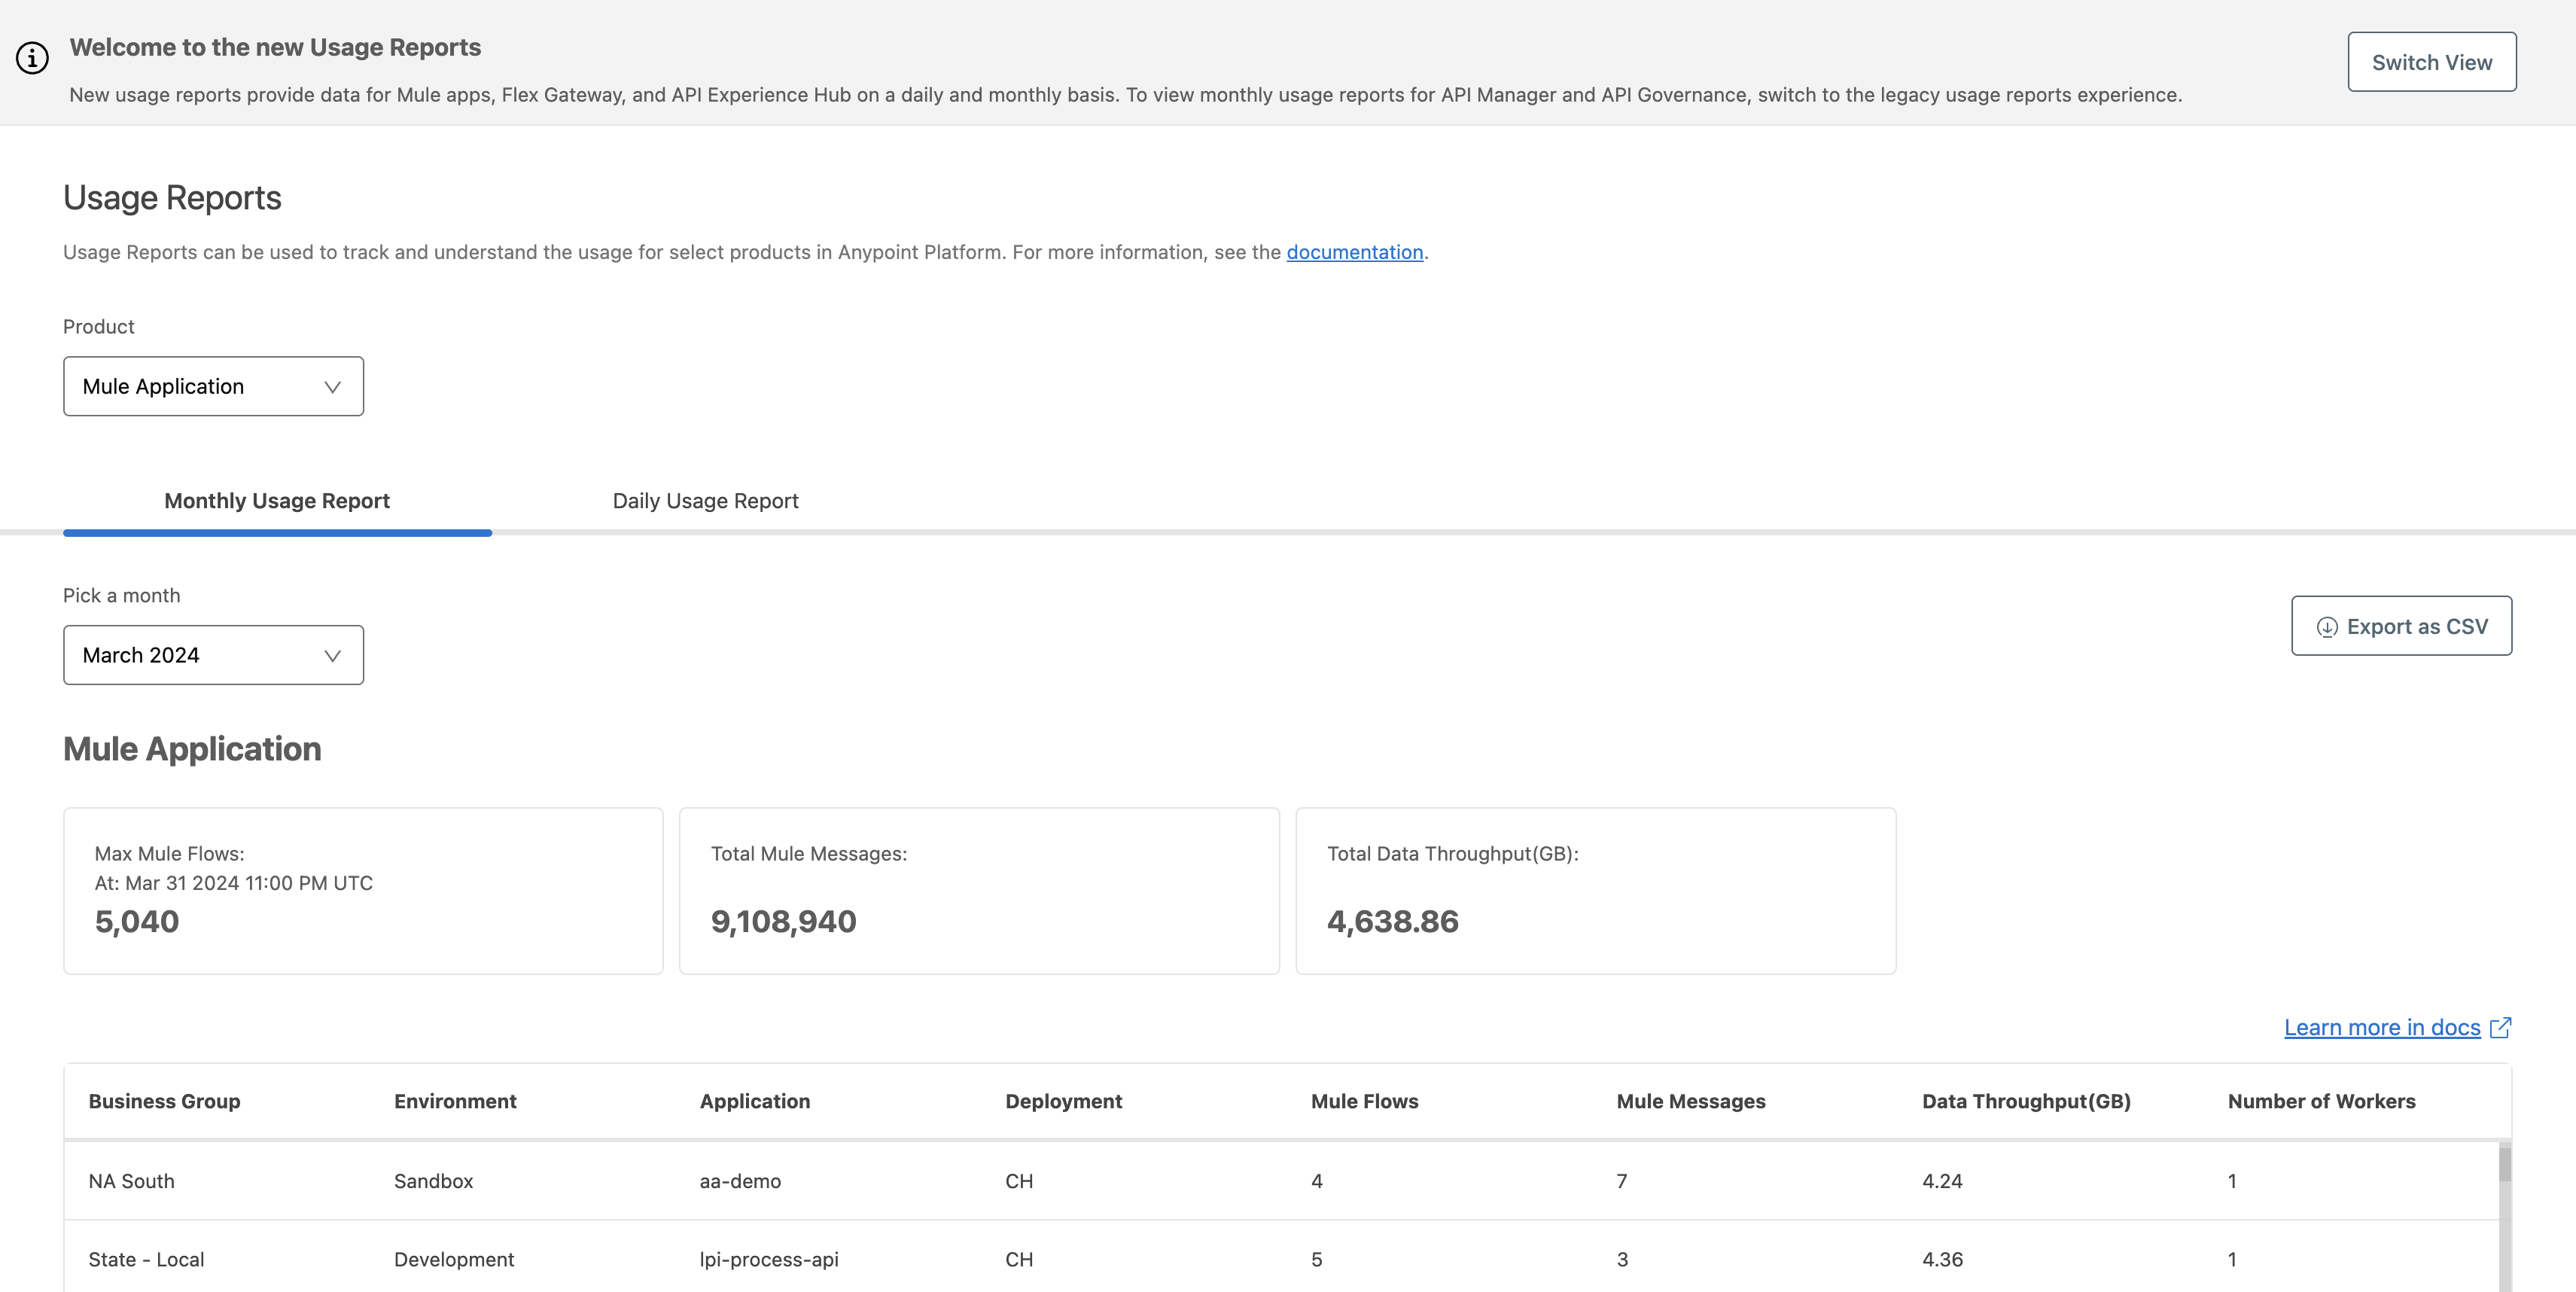 Welcome to the new Usage Reports
New usage reports provide data for Mule apps, Flex Gateway, and API Experience Hub on a daily and monthly basis. To view monthly usage reports for API Manager and API Governance, switch to the legacy usage reports experience.
Switch View
Usage Reports
Usage Reports can be used to track and understand the usage for select products in Anypoint Platform. For more information, see the documentation.
Product
Mule Application
Monthly Usage Report Daily Usage Report
Pick a month
March 2024
Export as CSV
Mule Application
Max Mule Flows:
At: Mar 31 2024 11:00 PM UTC
5,040
Total Mule Messages:
9,108,940
Total Data Throughput(GB):
4,638.86
Learn more in docs
Business Group Environment Application Deployment Mule Flows Mule Messages Data Throughput(GB) Number of Workers
NA South Sandbox aa-demo CH 4 7 4.24 1
State - Local Development lpi-process-api CH 5 3 4.36 1